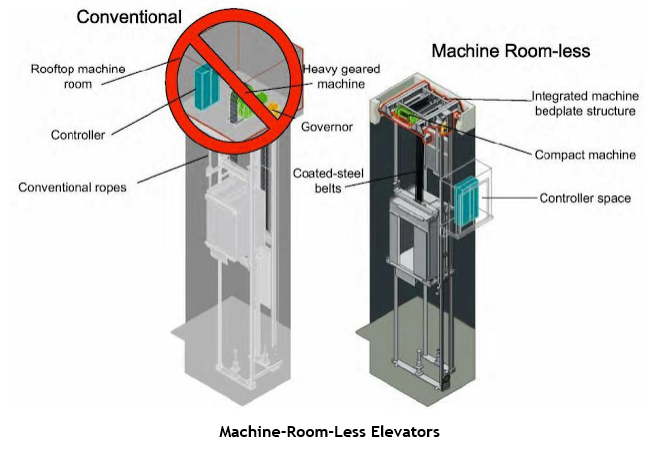 Conventional
Machine Room-less
Rooftop machine
room
Heavy geared
machine
Controller
Governor
Conventional ropes
Coated-steel
belts
Integrated machine
bedplate structure
Compact machine
Controller space
Machine-Room-Less Elevators